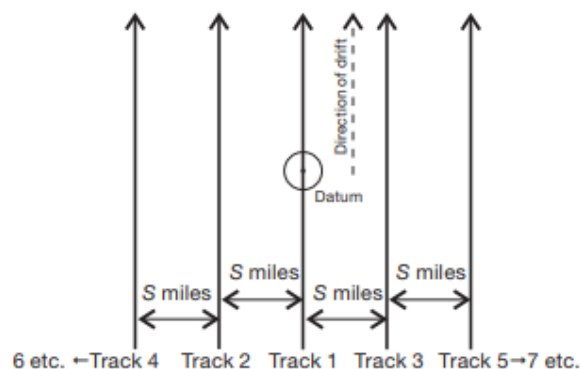 Direction of drift
Datum
S miles S miles
S miles S miles
6 etc. ←Track 4 Track 2 Track 1 Track 3 Track 5→7 etc.